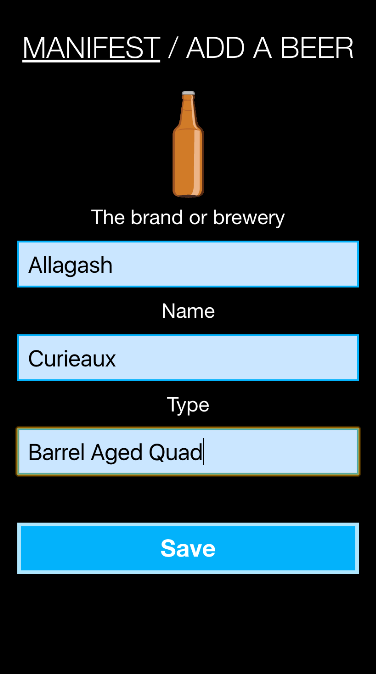 MANIFEST / ADD A BEER
The brand or brewery
Allagash
Name
Curieaux
Type
Barrel Aged Quad
Save